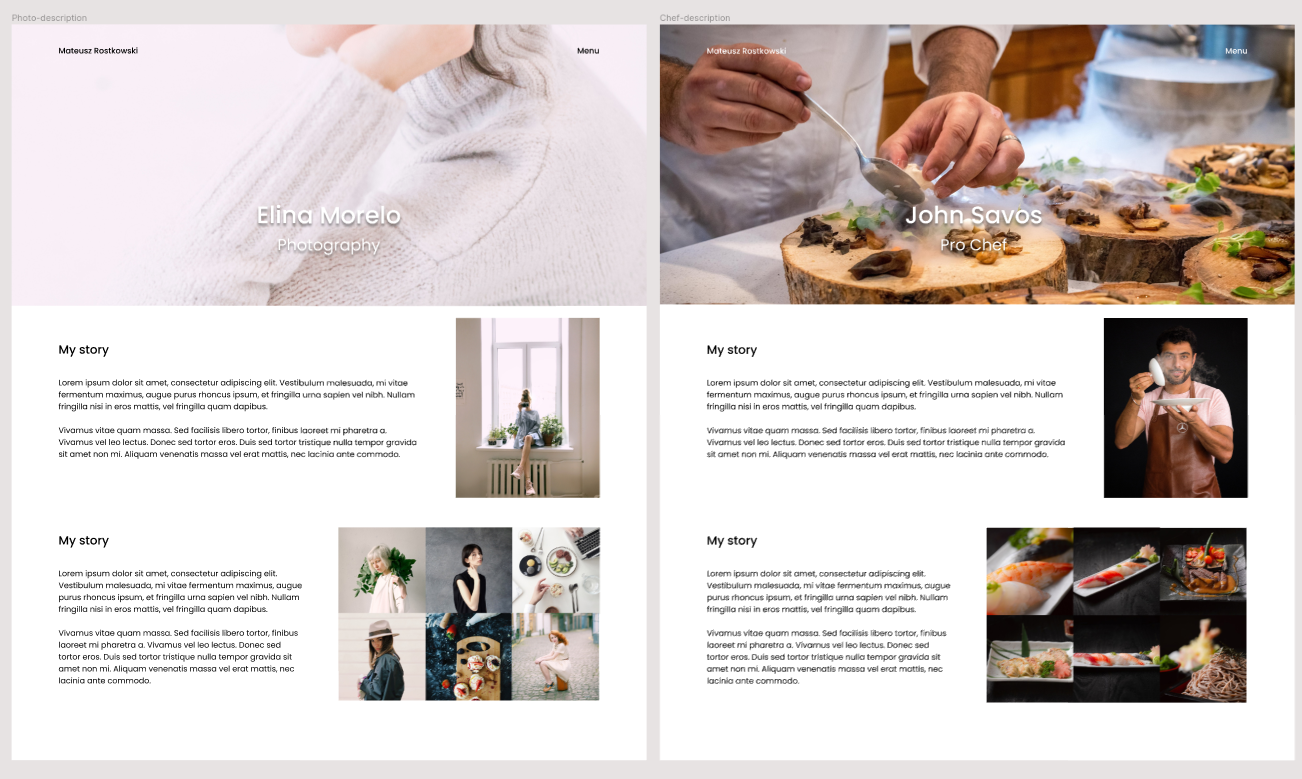 Photo-description
Mateusz Rostkowski
Menu
Elina Morelo
Photography
My story
Lorem ipsum dolor sit amet, consectetur adipiscing elit. Vestibulum malesuada, mi vitae
fermentum maximus, augue purus rhoncus ipsum, et fringilla urna sapien vel nibh. Nullam
fringilla nisi in eros mattis, vel fringilla quam dapibus.
Vivamus vitae quam massa. Sed facilisis libero tortor, finibus laoreet mi pharetra a.
Vivamus vel leo lectus. Donec sed tortor eros. Duis sed tortor tristique nulla tempor gravida
sit amet non mi. Aliquam venenatis massa vel erat mattis, nec lacinia ante commodo.
My story
Lorem ipsum dolor sit amet, consectetur adipiscing elit.
Vestibulum malesuada, mi vitae fermentum maximus, augue
purus rhoncus ipsum, et fringilla urna sapien vel nibh. Nullam
fringilla nisi in eros mattis, vel fringilla quam dapibus.
Vivamus vitae quam massa. Sed facilisis libero tortor, finibus
laoreet mi pharetra a. Vivamus vel leo lectus. Donec sed
tortor eros. Duis sed tortor tristique nulla tempor gravida sit
amet non mi. Aliquam venenatis massa vel erat mattis, nec
lacinia ante commodo.
Chef-description
Mateusz Rostkowski
Menu
John Savos
Pro Chef
My story
Lorem ipsum dolor sit amet, consectetur adipiscing elit. Vestibulum malesuada, mi vitae
fermentum maximus, augue purus rhoncus ipsum, et fringilla urna sapien vel nibh. Nullam
fringilla nisi in eros mattis, vel fringilla quam dapibus.
Vivamus vitae quam massa. Sed facilisis libero tortor, finibus laoreet mi pharetra a.
Vivamus vel leo lectus. Donec sed tortor eros. Duis sed tortor tristique nulla tempor gravida
sit amet non mi. Aliquam venenatis massa vel erat mattis, nec lacinia ante commodo.
My story
Lorem ipsum dolor sit amet, consectetur adipiscing elit.
Vestibulum malesuada, mi vitae fermentum maximus, augue
purus rhoncus ipsum, et fringilla urna sapien vel nibh. Nullam
fringilla nisi in eros mattis, vel fringilla quam dapibus.
Vivamus vitae quam massa. Sed facilisis libero tortor, finibus
laoreet mi pharetra a. Vivamus vel leo lectus. Donec sed
tortor eros. Duis sed tortor tristique nulla tempor gravida sit
amet non mi. Aliquam venenatis massa vel erat mattis, nec
lacinia ante commodo.